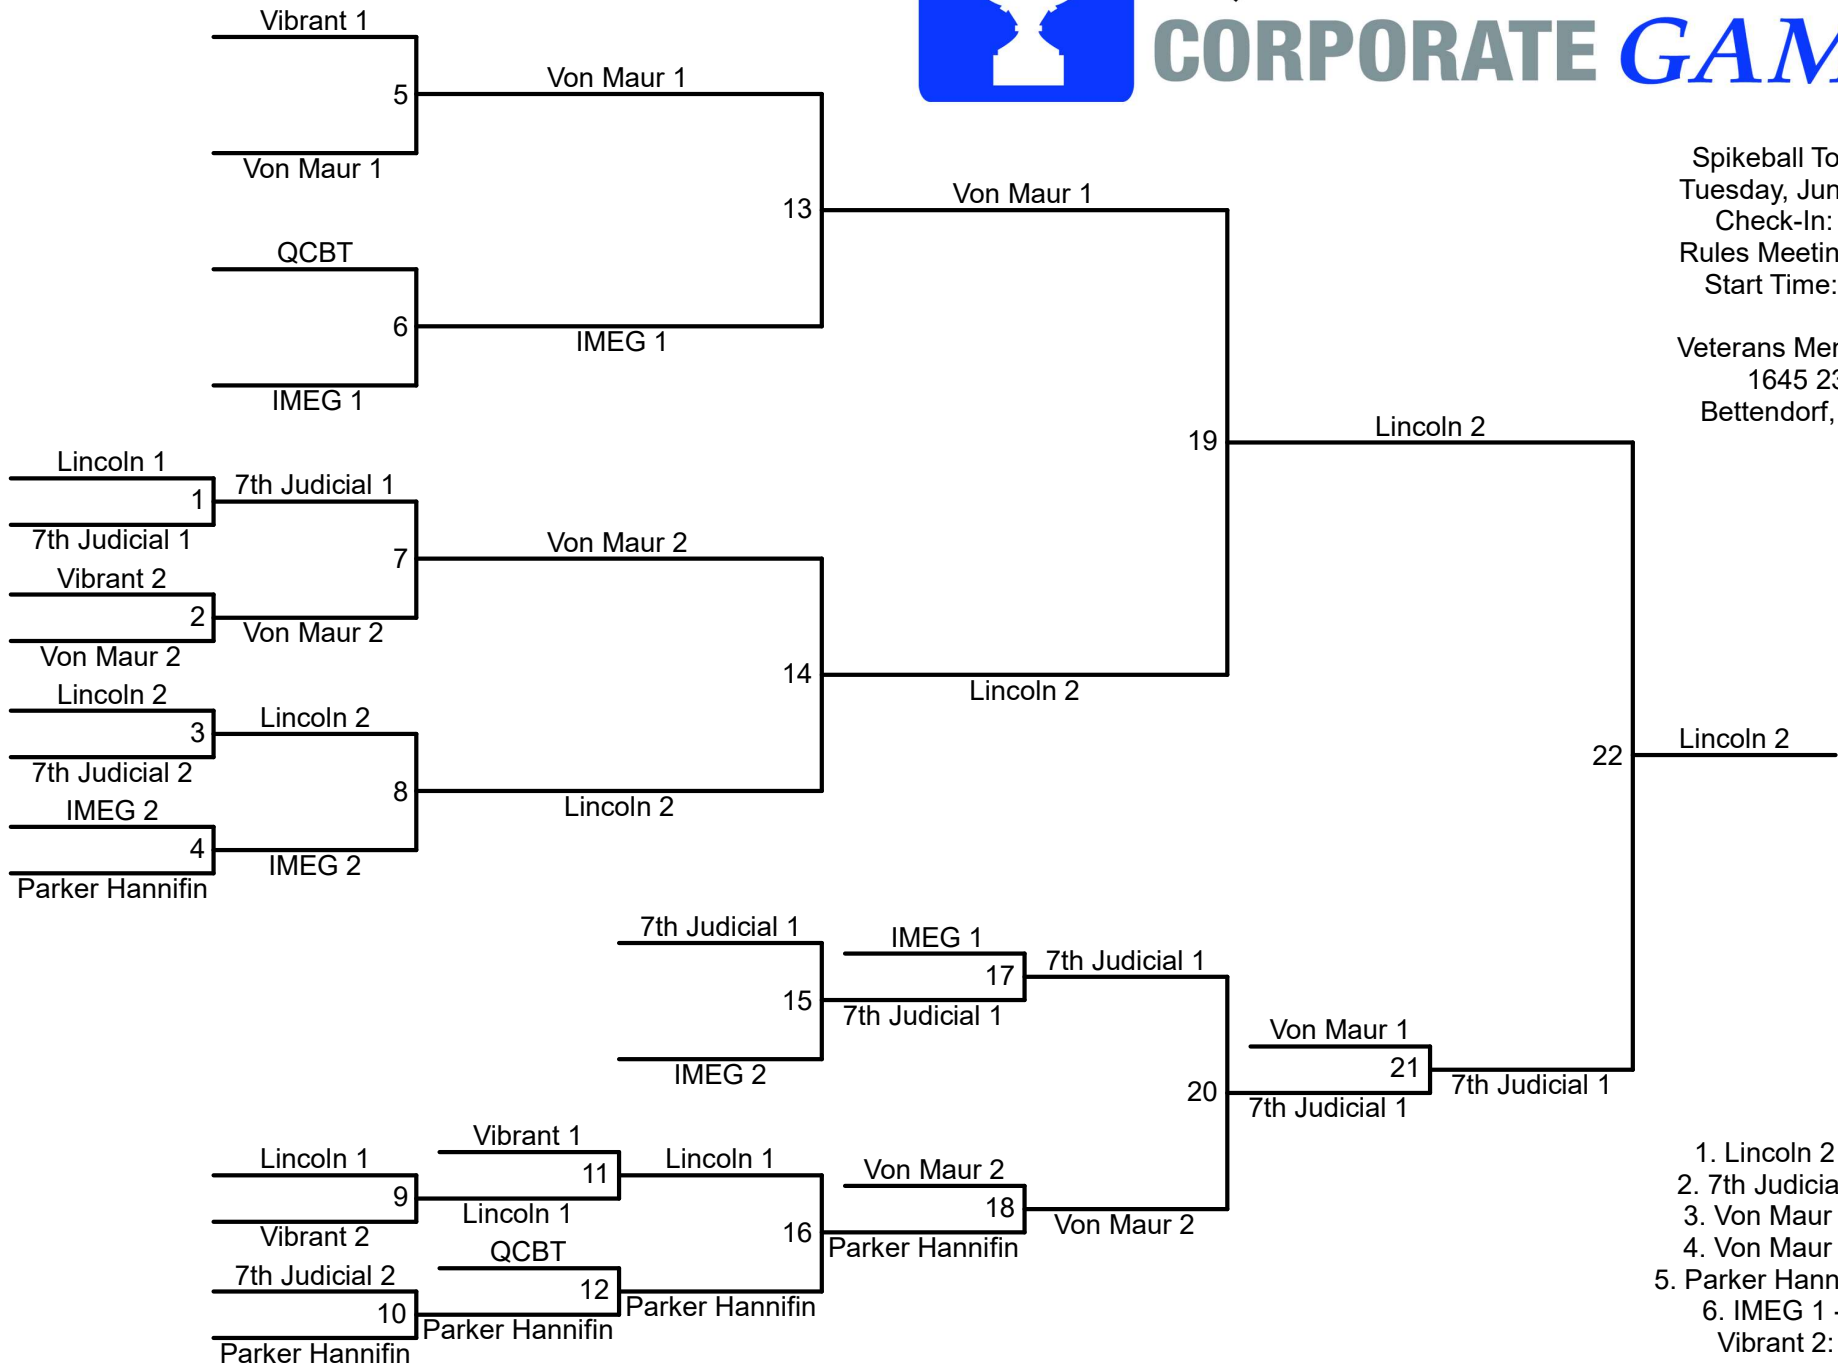 CORPORATE GAM
Vibrant 1
5
Von Maur 1
Von Maur 1
QCBT
6
IMEG 1
IMEG 1
13
Von Maur 1
Lincoln 1
1
7th Judicial 1
7th Judicial 1
Vibrant 2
2
Von Maur 2
Von Maur 2
7
Von Maur 2
Lincoln 2
3
7th Judicial 2
Lincoln 2
IMEG 2
4
Parker Hannifin
IMEG 2
8
Lincoln 2
14
Lincoln 2
19
Lincoln 2
22
Lincoln 2
7th Judicial 1
15
IMEG 2
IMEG 1
17
7th Judicial 1
7th Judicial 1
20
Von Maur 1
21
7th Judicial 1
7th Judicial 1
Lincoln 1
9
Vibrant 2
Vibrant 1
11
Lincoln 1
Lincoln 1
7th Judicial 2
10
Parker Hannifin
QCBT
12
Parker Hannifin
Parker Hannifin
16
Von Maur 2
18
Parker Hannifin
Von Maur 2
Spikeball To
Tuesday, Jun
Check-In:
Rules Meetin
Start Time:
Veterans Mer
1645 23
Bettendorf,
1. Lincoln 2
2. 7th Judicia
3. Von Maur
4. Von Maur
5. Parker Hann
6. IMEG 1 -
Vibrant 2: